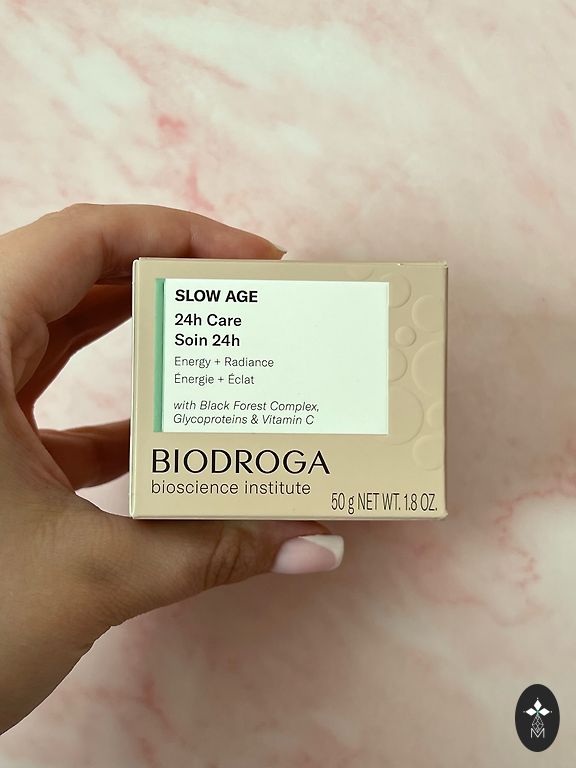 SLOW AGE
24h Care
Soin 24h
Energy + Radiance
Énergie + Éclat
with Black Forest Complex,
Glycoproteins & Vitamin C
BIODROGA
bioscience institute
50 g NET WT. 1.8 OZ.
M